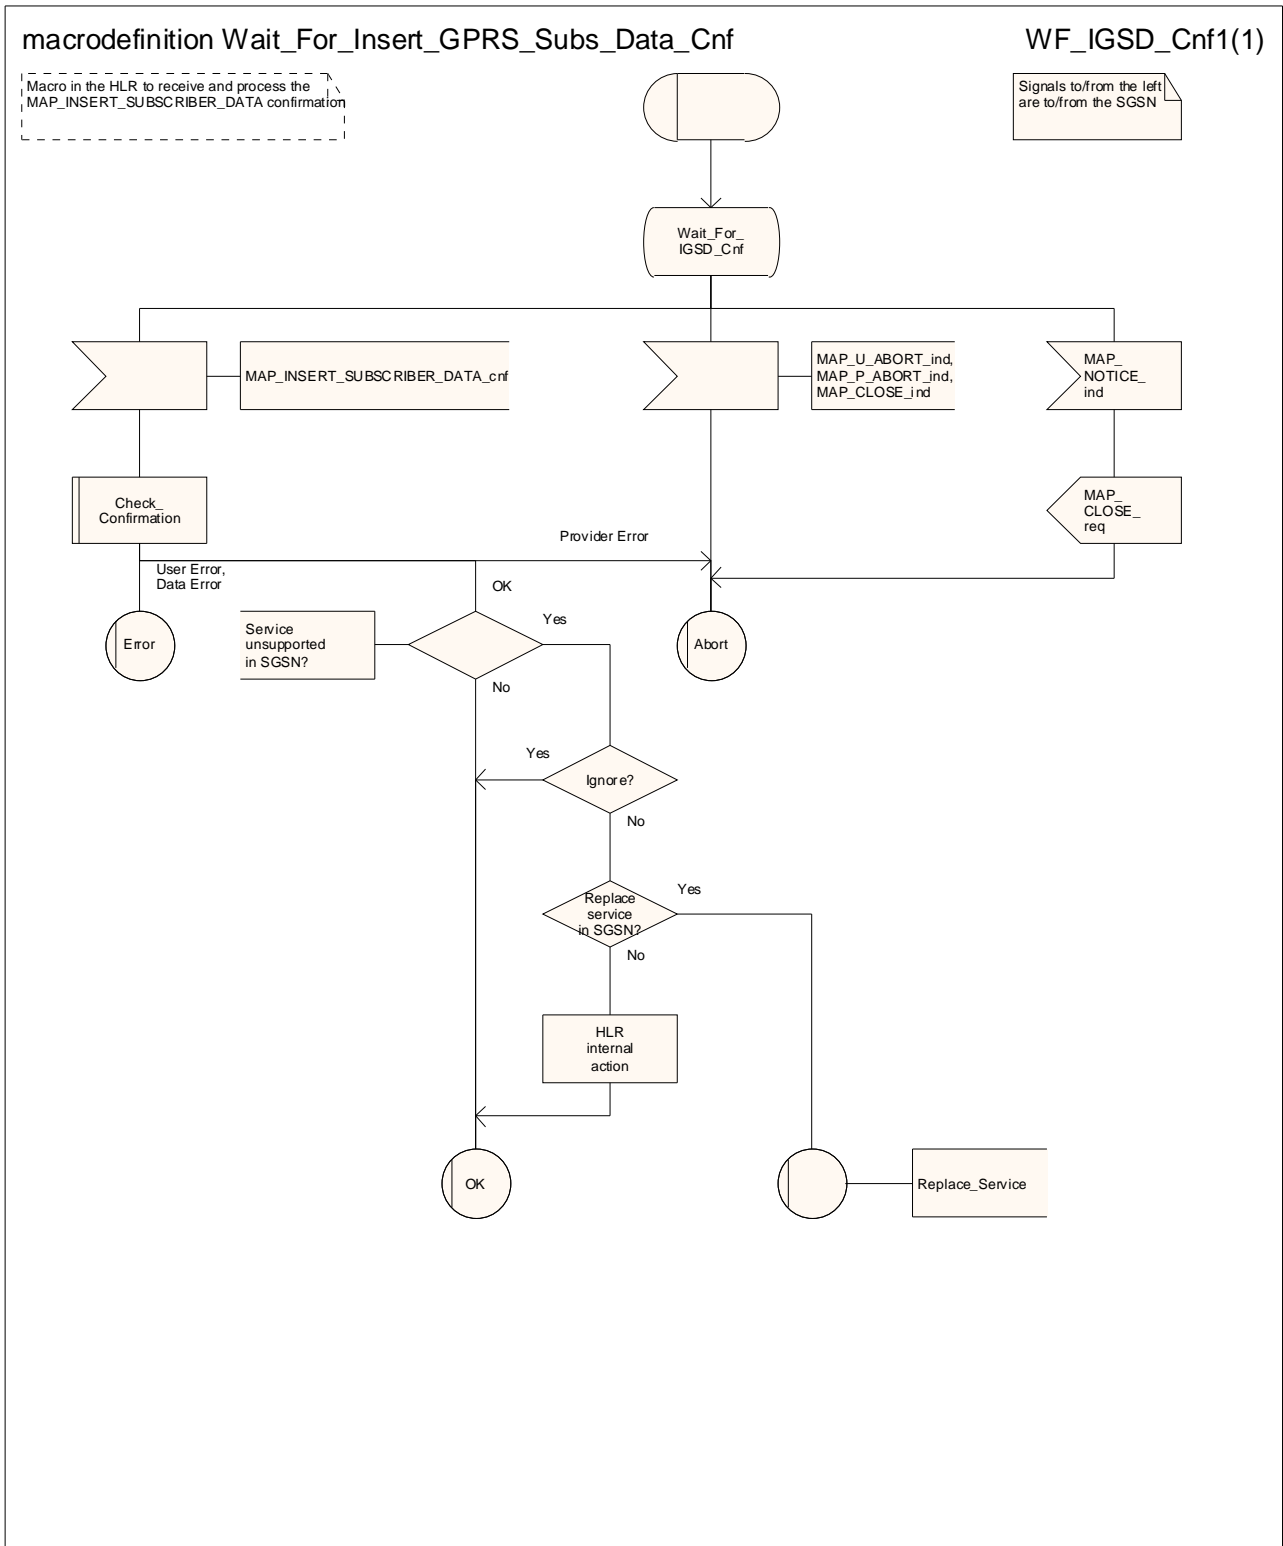 macrodefinition Wait_For_Insert_GPRS_Subs_Data_Cnf
WF_IGSD_Cnf1(1)
Macro in the HLR to receive and process the
MAP_INSERT_SUBSCRIBER_DATA confirmation
Signals to/from the left
are to/from the SGSN
Wait_For_
IGSD_Cnf
MAP_INSERT_SUBSCRIBER_DATA_cnf
MAP_U_ABORT_ind,
MAP_P_ABORT_ind,
MAP_CLOSE_ind
MAP_
NOTICE_
ind
Check_
Confirmation
MAP_
CLOSE_
req
Provider Error
User Error,
Data Error
OK
Error
Service
unsupported
in SGSN?
Yes
No
Abort
Yes
Ignore?
No
Replace
service
in SGSN?
Yes
No
HLR
internal
action
OK
Replace_Service